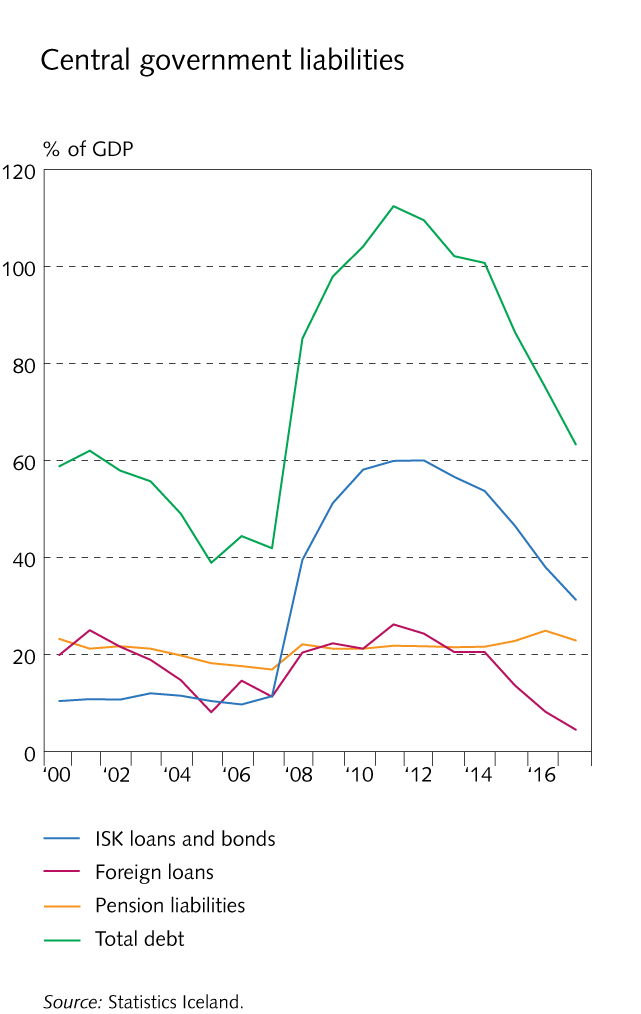 Central government liabilities
% of GDP
120
100
80
60
40
20
0
‘00 ‘02 ‘04 ‘06 ‘08 ‘10 ‘12 ‘14 ‘16
ISK loans and bonds
Foreign loans
Pension liabilities
Total debt
Source: Statistics Iceland.